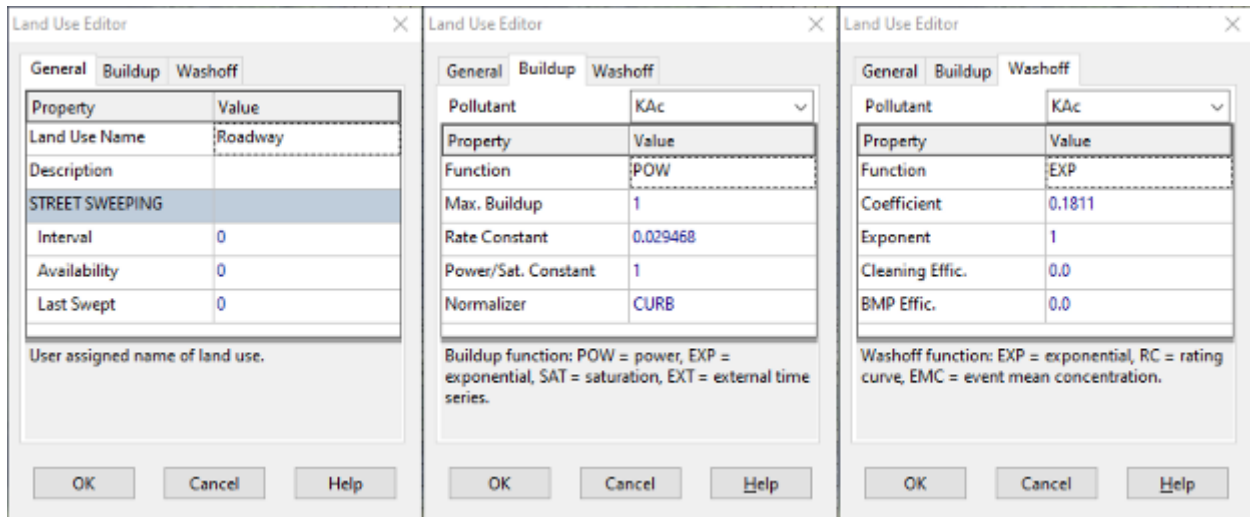 Land Use Editor
General Buildup Washoff
Property Value
Land Use Name Roadway
Description
STREET SWEEPING
Interval 0
Availability 0
Last Swept 0
User assigned name of land use.
OK Cancel Help
Land Use Editor
General Buildup Washoff
Pollutant KAc
Property Value
Function POW
Max. Buildup 1
Rate Constant 0.029468
Power/Sat. Constant 1
Normalizer CURB
Buildup function: POW = power, EXP =
exponential, SAT = saturation, EXT = external time
series.
OK Cancel Help
Land Use Editor
General Buildup Washoff
Pollutant KAc
Property Value
Function EXP
Coefficient 0.1811
Exponent 1
Cleaning Effic. 0.0
BMP Effic. 0.0
Washoff function: EXP = exponential, RC = rating
curve, EMC = event mean concentration.
OK Cancel Help